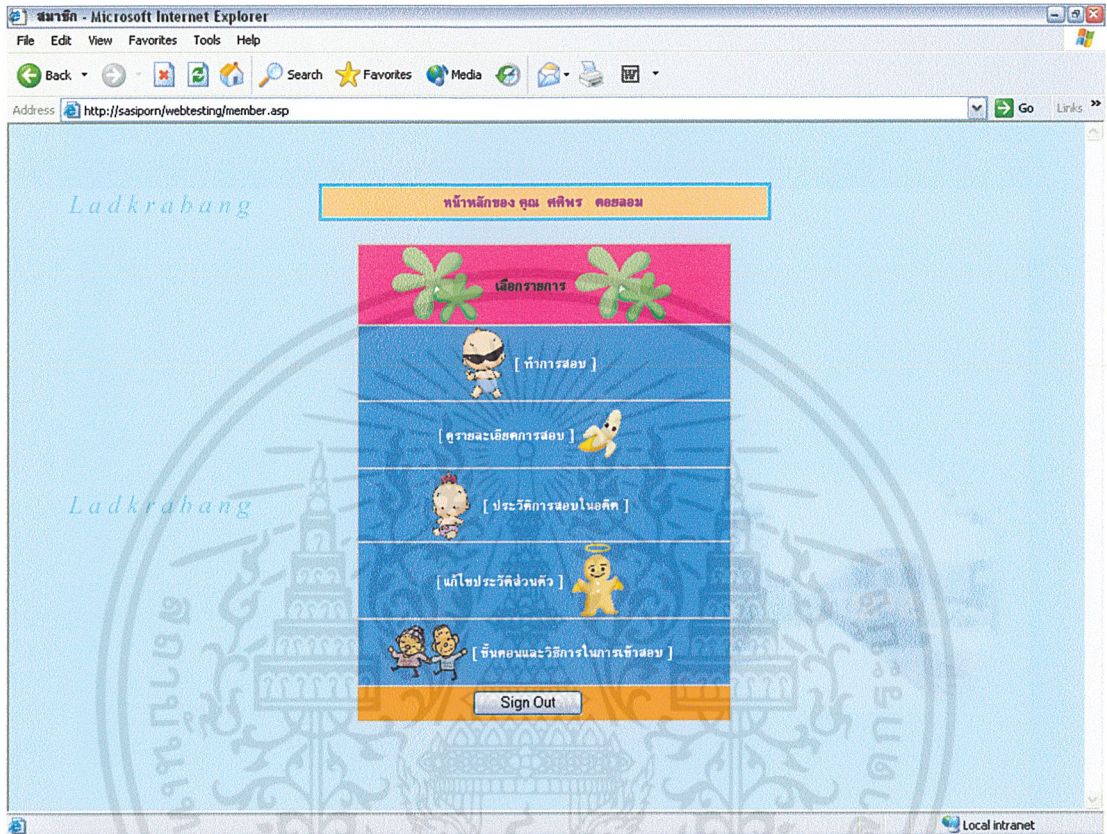 สมาชิก - Microsoft Internet Explorer
File Edit View Favorites Tools Help
Back Search Favorites Media
Address http://sasiporn/webtesting/member.asp Go Links »
Ladkrabang
หน้าหลักของ คุณ ศศิพร ดอยลอม
เลือกรายการ
[ ทำการสอบ ]
[ ดูรายละเอียดการสอบ ]
Ladkrabang
[ ประวัติการสอบในอดีต ]
[แก้ไขประวัติส่วนตัว ]
[ ขั้นตอนและวิธีการในการเข้าสอบ ]
Sign Out
Local intranet